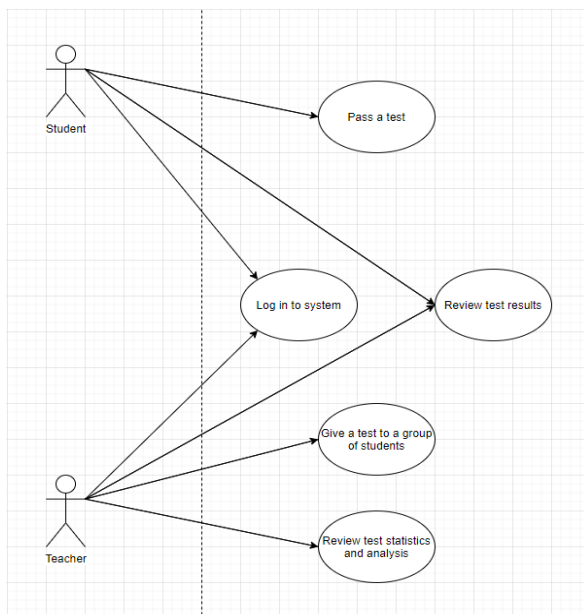 Pass a test
Student
Log in to system
Review test results
Give a test to a group
of students
Review test statistics
and analysis
Teacher